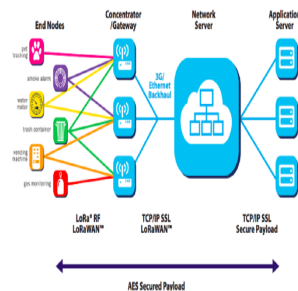 End Nodes
Concentrator
/Gateway
Network
Server
Application
Server
pet
tracking
smoke alarm
water
meter
trash container
vending
machine
gas monitoring
3G/
Ethernet
Backhaul
LoRa® RF
LoRaWAN™
TCP/IP SSL
LoRaWAN™
TCP/IP SSL
Secure Payload
AES Secured Payload